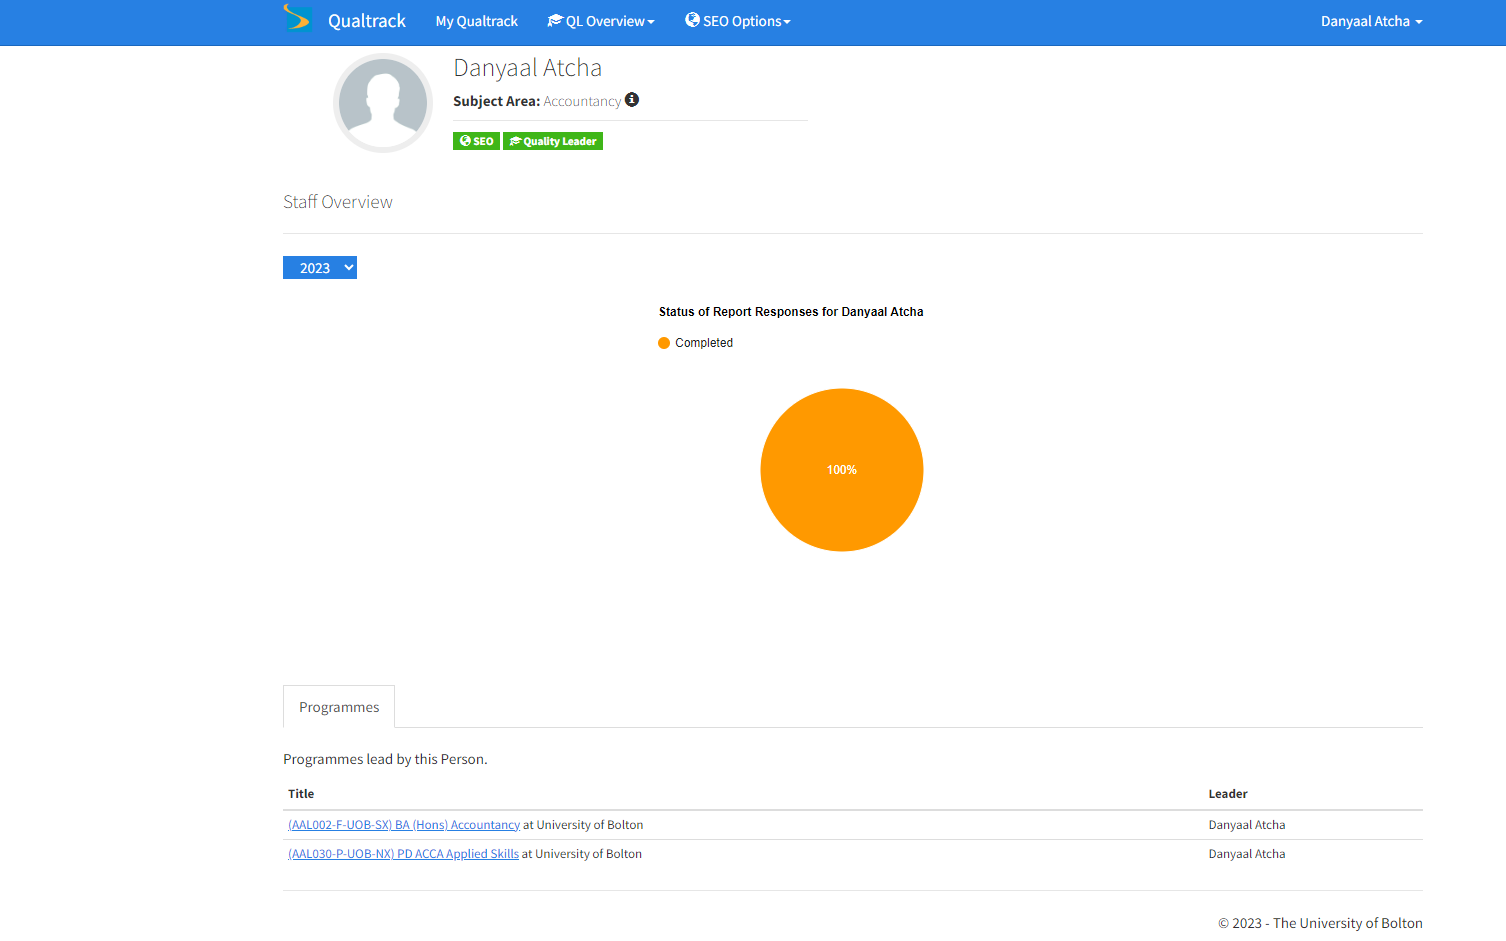 Qualtrack My Qualtrack QL Overview SEO Options Danyaal Atcha
Danyaal Atcha
Subject Area: Accountancy
SEO Quality Leader
Staff Overview
2023
Status of Report Responses for Danyaal Atcha
Completed
100%
Programmes
Programmes lead by this Person.
Title Leader
(AAL002-F-UOB-SX) BA (Hons) Accountancy at University of Bolton Danyaal Atcha
(AAL030-P-UOB-NX) PD ACCA Applied Skills at University of Bolton Danyaal Atcha
© 2023 - The University of Bolton